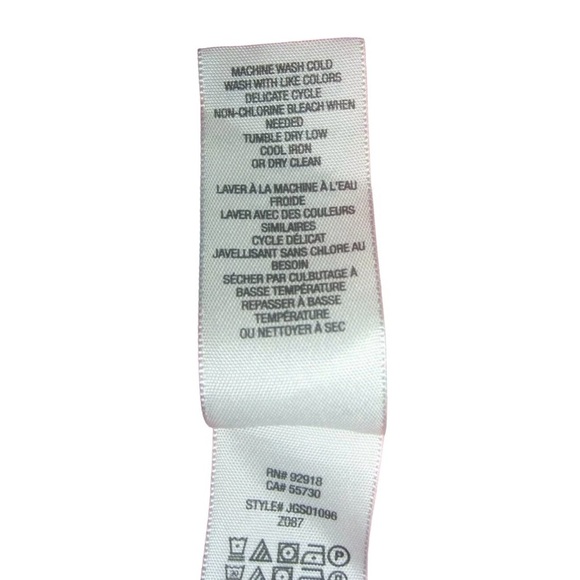 MACHINE WASH COLD
WASH WITH LIKE COLORS
DELICATE CYCLE
NON-CHLORINE BLEACH WHEN
NEEDED
TUMBLE DRY LOW
COOL IRON
OR DRY CLEAN
LAVER À LA MACHINE À L'EAU
FROIDE
LAVER AVEC DES COULEURS
SIMILAIRES
CYCLE DÉLICAT
JAVELLISANT SANS CHLORE AU
BESOIN
SÉCHER PAR CULBUTAGE À
BASSE TEMPÉRATURE
REPASSER À BASSE
TEMPÉRATURE
OU NETTOYER À SEC
RN# 92918
CA# 55730
STYLE# JGS01096
Z087
P